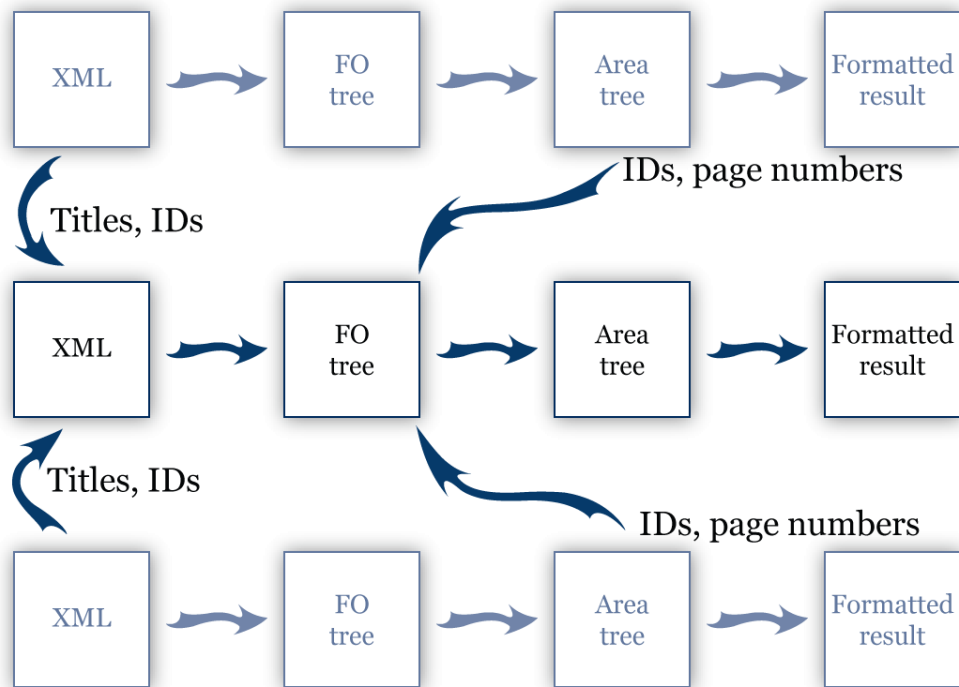 XML
FO
tree
Area
tree
Formatted
result
IDs, page numbers
Titles, IDs
XML
FO
tree
Area
tree
Formatted
result
Titles, IDs
IDs, page numbers
XML
FO
tree
Area
tree
Formatted
result